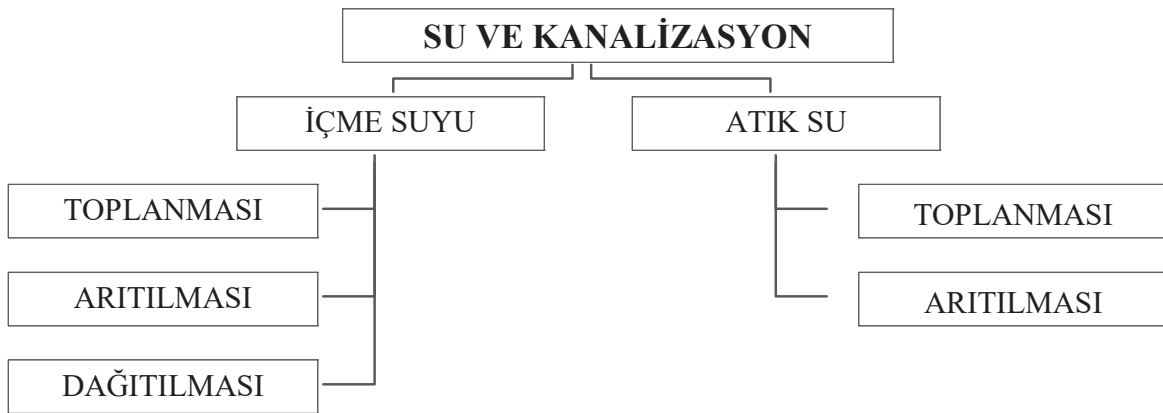 SU VE KANALİZASYON
İÇME SUYU
ATIK SU
TOPLANMASI
TOPLANMASI
ARITILMASI
ARITILMASI
DAĞITILMASI